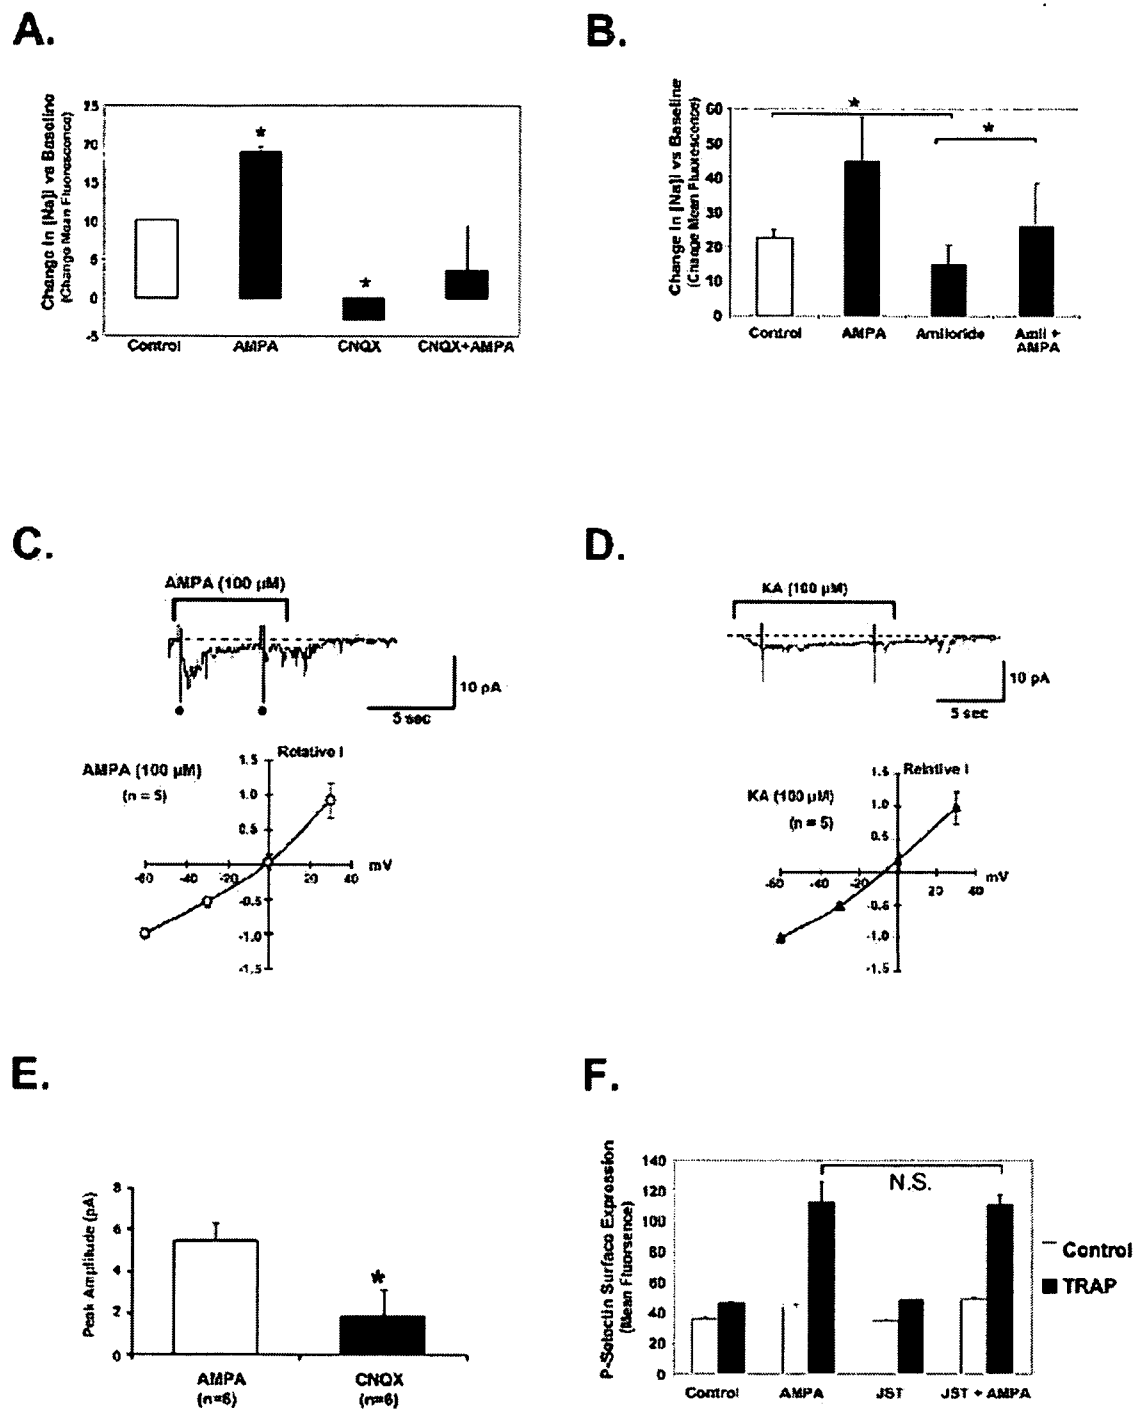 A.
Change In [Na]i vs Baseline
(Change Mean Fluorescence)
25
20
15
10
5
0
-5
*
*
Control
AMPA
CNQX
CNQX+AMPA
B.
Change In [Na]i vs Baseline
(Change Mean Fluorescence)
60
50
40
30
20
10
0
*
*
Control
AMPA
Amiloride
Amil +
AMPA
C.
AMPA (100 µM)
10 pA
5 sec
AMPA (100 µM)
(n = 5)
Relative I
1.5
1.0
0.5
mV
-60
-40
-20
20
40
-0.5
-1.0
-1.5
D.
KA (100 µM)
10 pA
5 sec
KA (100 µM)
(n = 5)
Relative I
1.5
1.0
0.5
mV
-60
-40
-20
20
40
-0.5
-1.0
-1.5
E.
Peak Amplitude (pA)
8
6
4
2
0
*
AMPA
(n=6)
CNQX
(n=6)
F.
P-Selectin Surface Expression
(Mean Fluorsence)
140
120
100
80
60
40
20
0
N.S.
Control
TRAP
Control
AMPA
JST
JST + AMPA